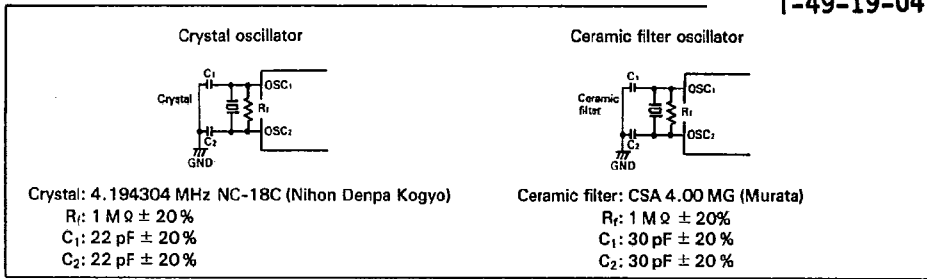 T-49-19-04
Crystal oscillator
C₁
OSC₁
Crystal
Rf
OSC₂
C₂
GND
Crystal: 4.194304 MHz NC-18C (Nihon Denpa Kogyo)
Rf: 1 MΩ ± 20%
C₁: 22 pF ± 20%
C₂: 22 pF ± 20%
Ceramic filter oscillator
C₁
OSC₁
Ceramic
filter
Rf
OSC₂
C₂
GND
Ceramic filter: CSA 4.00 MG (Murata)
Rf: 1 MΩ ± 20%
C₁: 30 pF ± 20%
C₂: 30 pF ± 20%